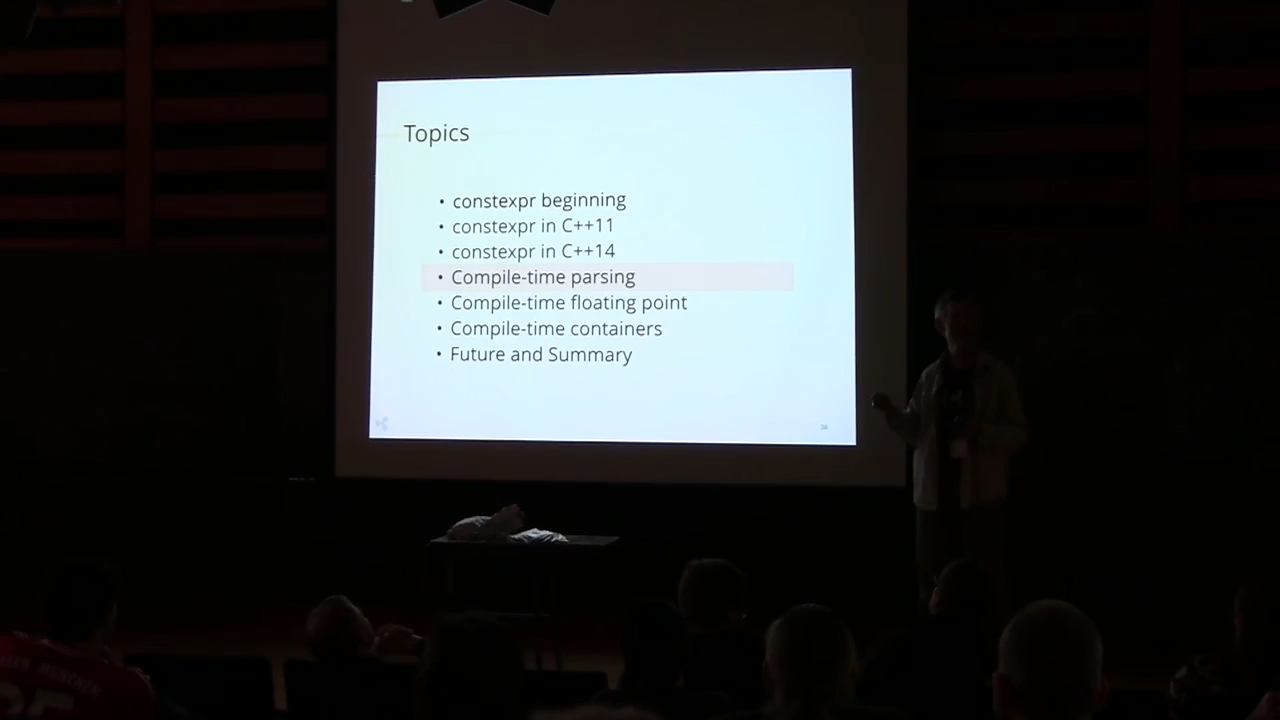 Topics
• constexpr beginning
• constexpr in C++11
• constexpr in C++14
• Compile-time parsing
• Compile-time floating point
• Compile-time containers
• Future and Summary